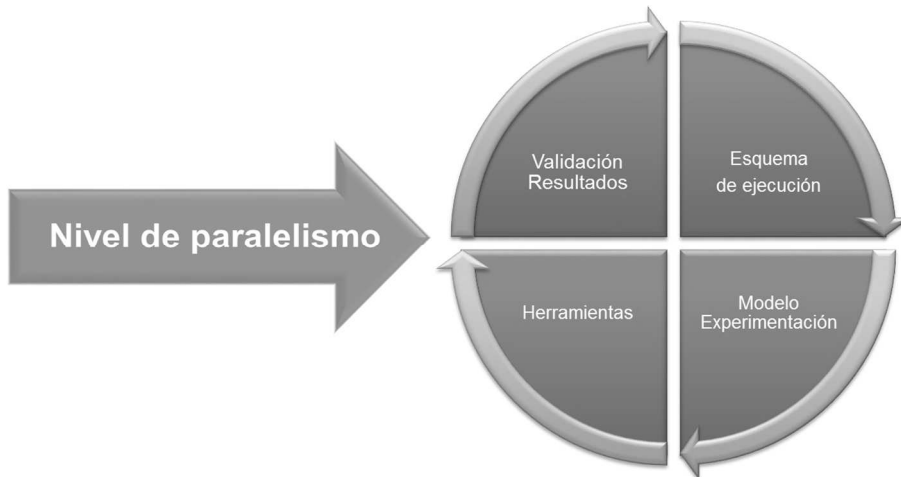 Nivel de paralelismo
Validación
Resultados
Esquema
de ejecución
Herramientas
Modelo
Experimentación